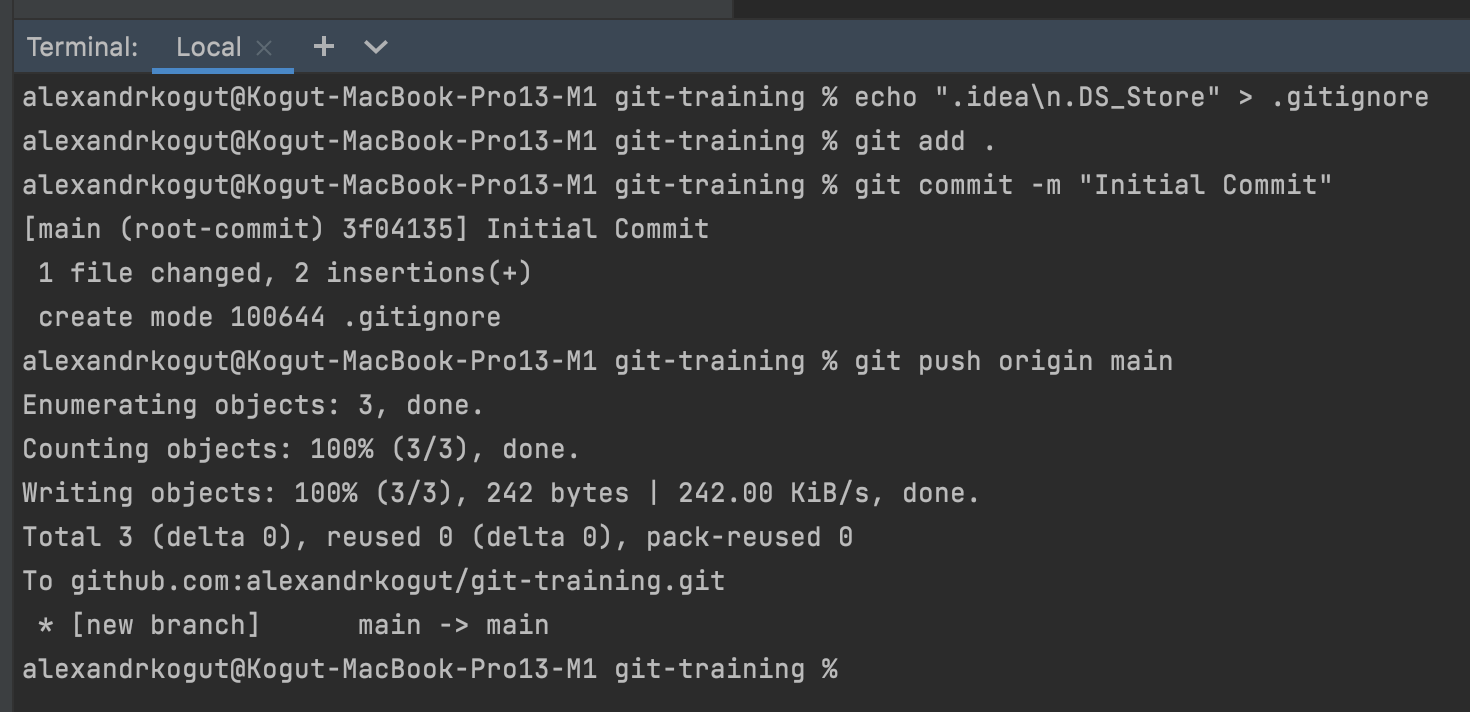 Terminal: Local × + 
alexandrkogut@Kogut-MacBook-Pro13-M1 git-training % echo ".idea\n.DS_Store" > .gitignore
alexandrkogut@Kogut-MacBook-Pro13-M1 git-training % git add .
alexandrkogut@Kogut-MacBook-Pro13-M1 git-training % git commit -m "Initial Commit"
[main (root-commit) 3f04135] Initial Commit
 1 file changed, 2 insertions(+)
 create mode 100644 .gitignore
alexandrkogut@Kogut-MacBook-Pro13-M1 git-training % git push origin main
Enumerating objects: 3, done.
Counting objects: 100% (3/3), done.
Writing objects: 100% (3/3), 242 bytes | 242.00 KiB/s, done.
Total 3 (delta 0), reused 0 (delta 0), pack-reused 0
To github.com:alexandrkogut/git-training.git
 * [new branch]      main -> main
alexandrkogut@Kogut-MacBook-Pro13-M1 git-training %